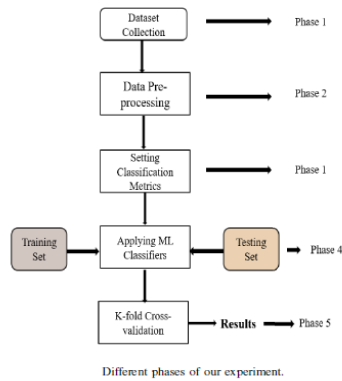 Dataset
Collection
Phase 1
Data Pre-
processing
Phase 2
Setting
Classification
Metrics
Phase 1
Training
Set
Applying ML
Classifiers
Testing
Set
Phase 4
K-fold Cross-
validation
Results
Phase 5
Different phases of our experiment.